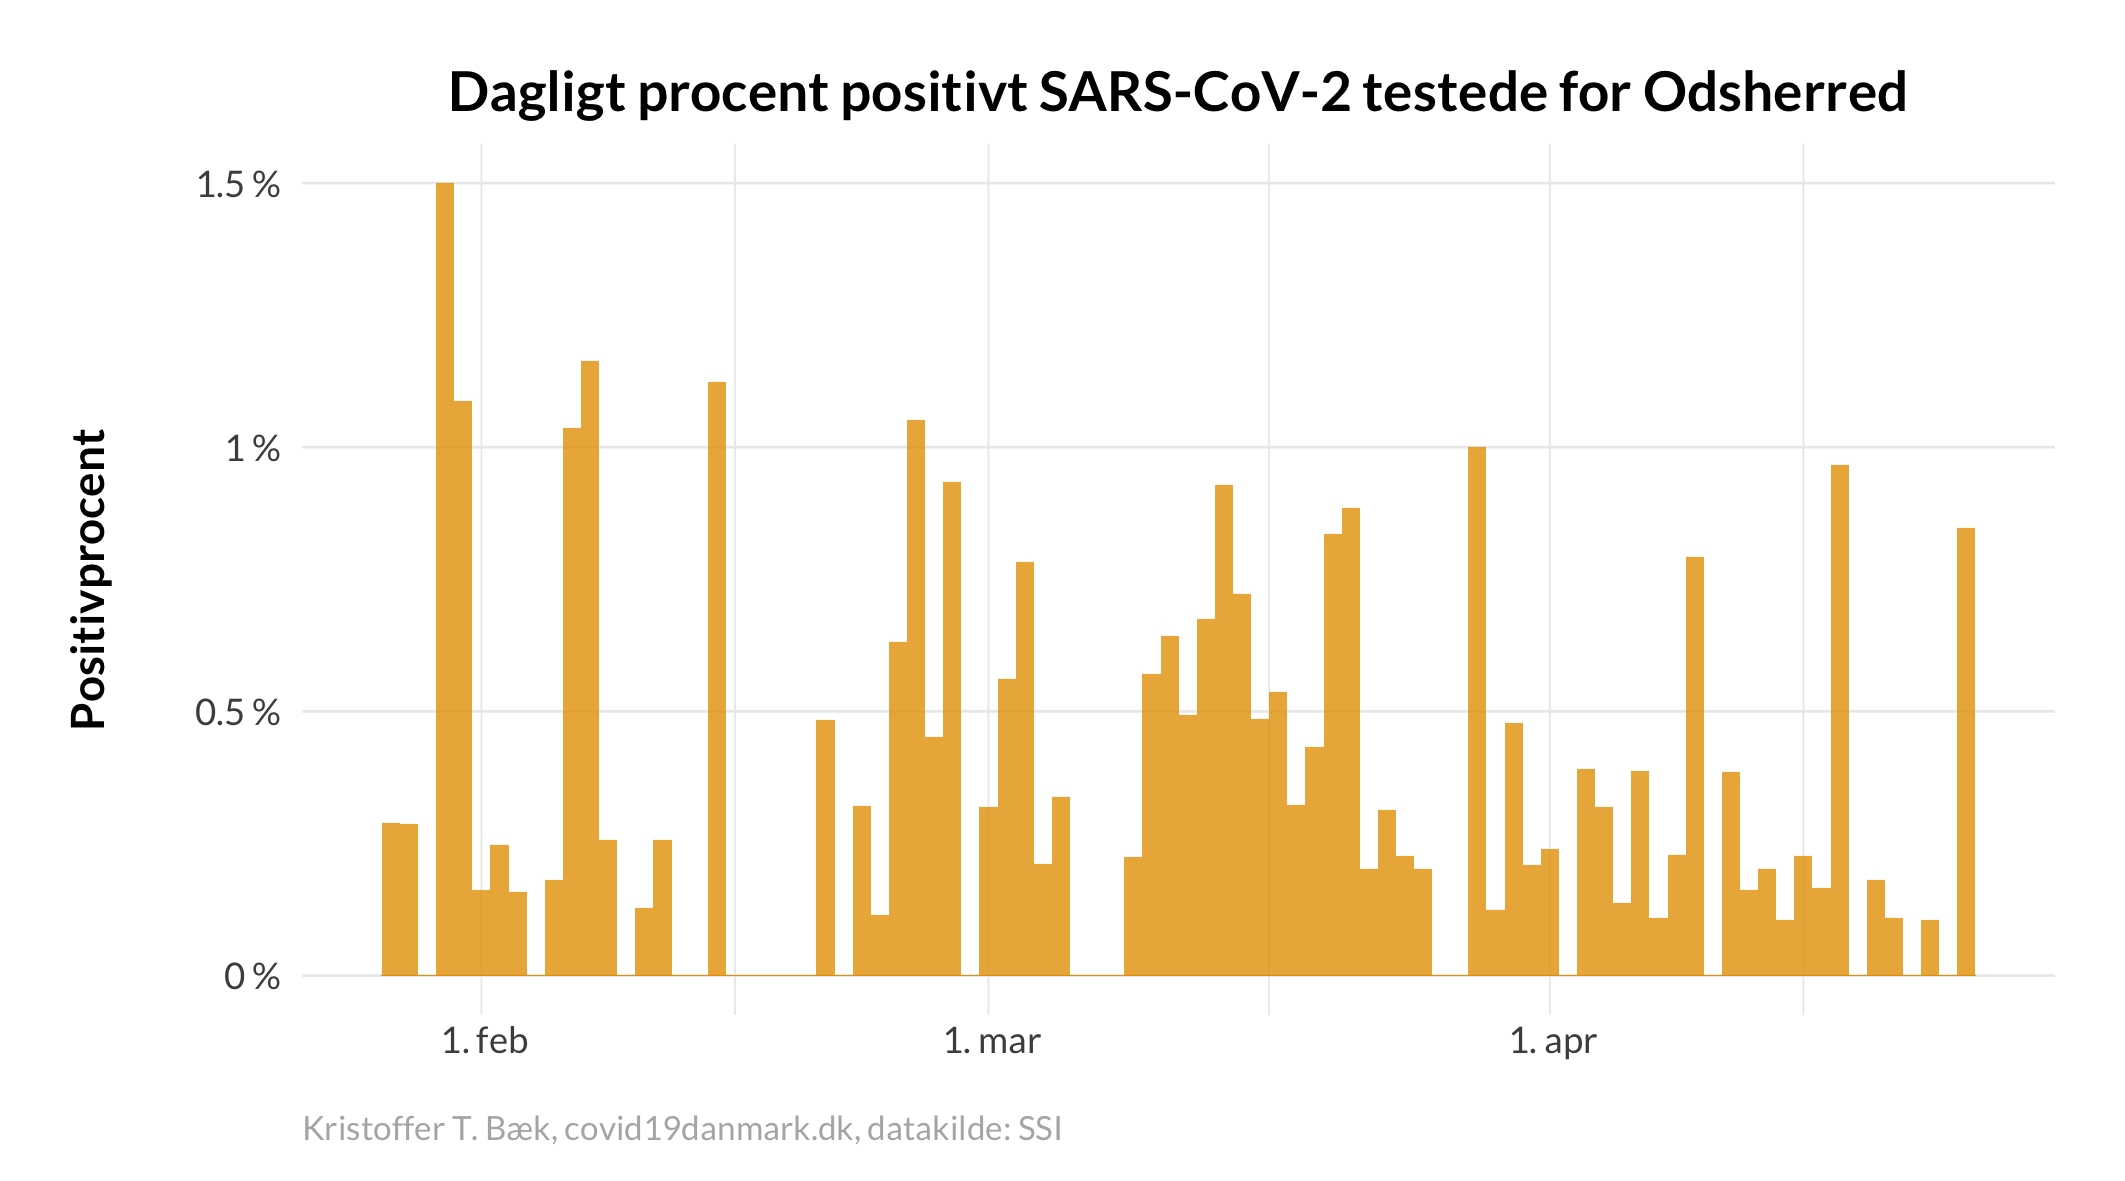 Dagligt procent positivt SARS-CoV-2 testede for Odsherred
Positivprocent
1.5 %
1 %
0.5 %
0 %
1. feb
1. mar
1. apr
Kristoffer T. Bæk, covid19danmark.dk, datakilde: SSI